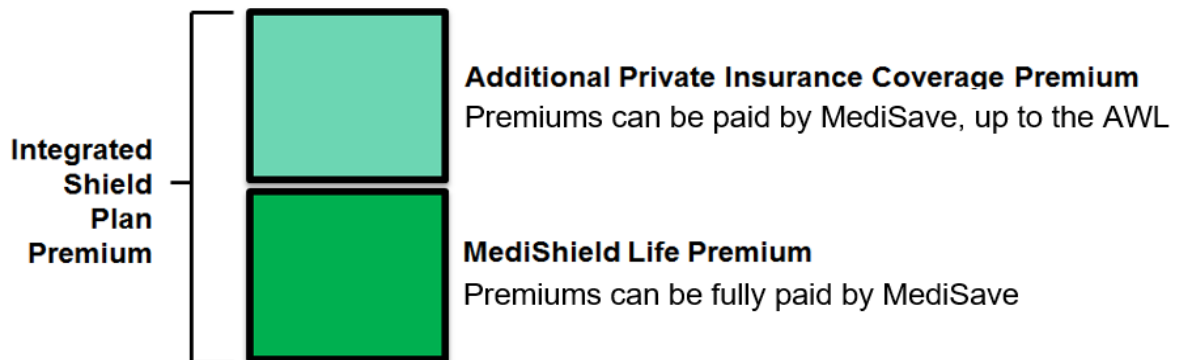 Integrated
Shield
Plan
Premium
Additional Private Insurance Coverage Premium
Premiums can be paid by MediSave, up to the AWL
MediShield Life Premium
Premiums can be fully paid by MediSave